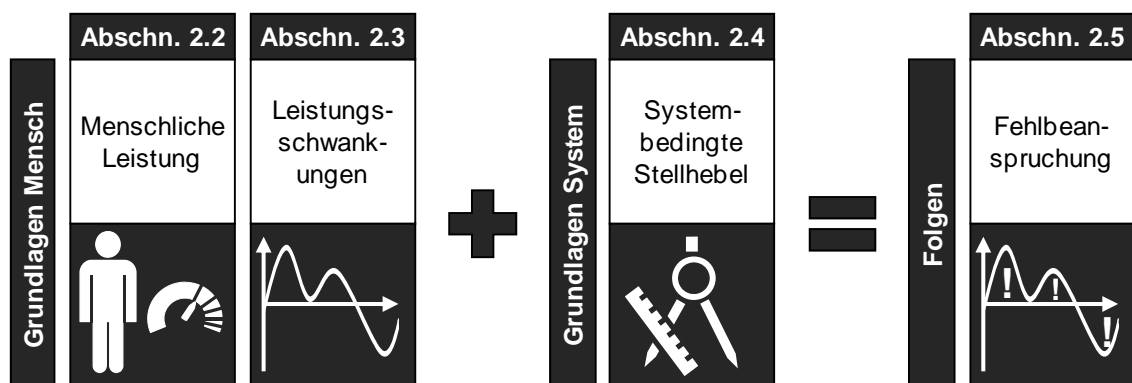 Grundlagen Mensch
Abschn. 2.2
Menschliche
Leistung
Abschn. 2.3
Leistungs-
schwank-
ungen
Grundlagen System
Abschn. 2.4
System-
bedingte
Stellhebel
Folgen
Abschn. 2.5
Fehlbean-
spruchung
! ! !